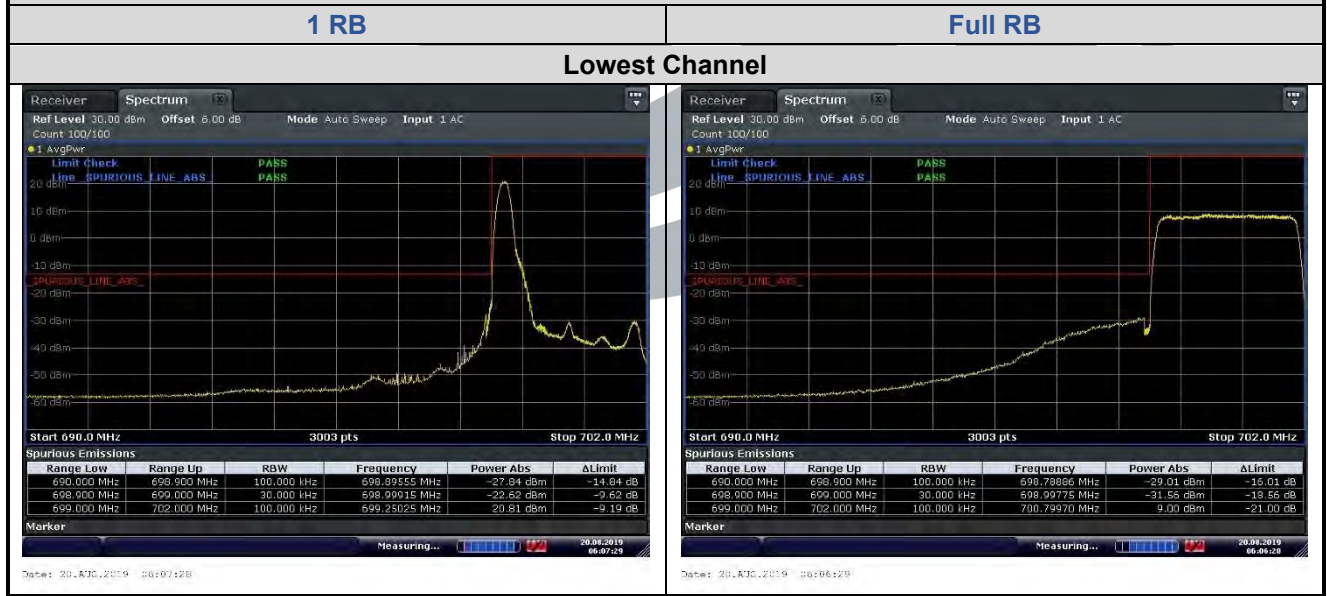 1 RB
Full RB
Lowest Channel
Receiver Spectrum
Ref Level 30.00 dBm Offset 6.00 dB Mode Auto Sweep Input 1 AC
Count 100/100
1 AvgPwr
Limit Check PASS
Line _SPURIOUS_LINE_ABS_ PASS
20 dBm
10 dBm
0 dBm
-10 dBm
_SPURIOUS_LINE_ABS_
-20 dBm
-30 dBm
-40 dBm
-50 dBm
-60 dBm
Start 690.0 MHz 3003 pts Stop 702.0 MHz
Spurious Emissions
Range Low Range Up RBW Frequency Power Abs ΔLimit
690.000 MHz 698.900 MHz 100.000 kHz 698.89555 MHz -27.84 dBm -14.84 dB
698.900 MHz 699.000 MHz 30.000 kHz 698.99915 MHz -22.62 dBm -9.62 dB
699.000 MHz 702.000 MHz 100.000 kHz 699.25025 MHz 20.81 dBm -9.19 dB
Marker
Measuring... 20.08.2019
06:07:29
Date: 20.AUG.2019 06:07:28
Receiver Spectrum
Ref Level 30.00 dBm Offset 6.00 dB Mode Auto Sweep Input 1 AC
Count 100/100
1 AvgPwr
Limit Check PASS
Line _SPURIOUS_LINE_ABS_ PASS
20 dBm
10 dBm
0 dBm
-10 dBm
_SPURIOUS_LINE_ABS_
-20 dBm
-30 dBm
-40 dBm
-50 dBm
-60 dBm
Start 690.0 MHz 3003 pts Stop 702.0 MHz
Spurious Emissions
Range Low Range Up RBW Frequency Power Abs ΔLimit
690.000 MHz 698.900 MHz 100.000 kHz 698.78886 MHz -29.01 dBm -16.01 dB
698.900 MHz 699.000 MHz 30.000 kHz 698.99775 MHz -31.56 dBm -18.56 dB
699.000 MHz 702.000 MHz 100.000 kHz 700.79970 MHz 9.00 dBm -21.00 dB
Marker
Measuring... 20.08.2019
06:06:28
Date: 20.AUG.2019 06:06:29